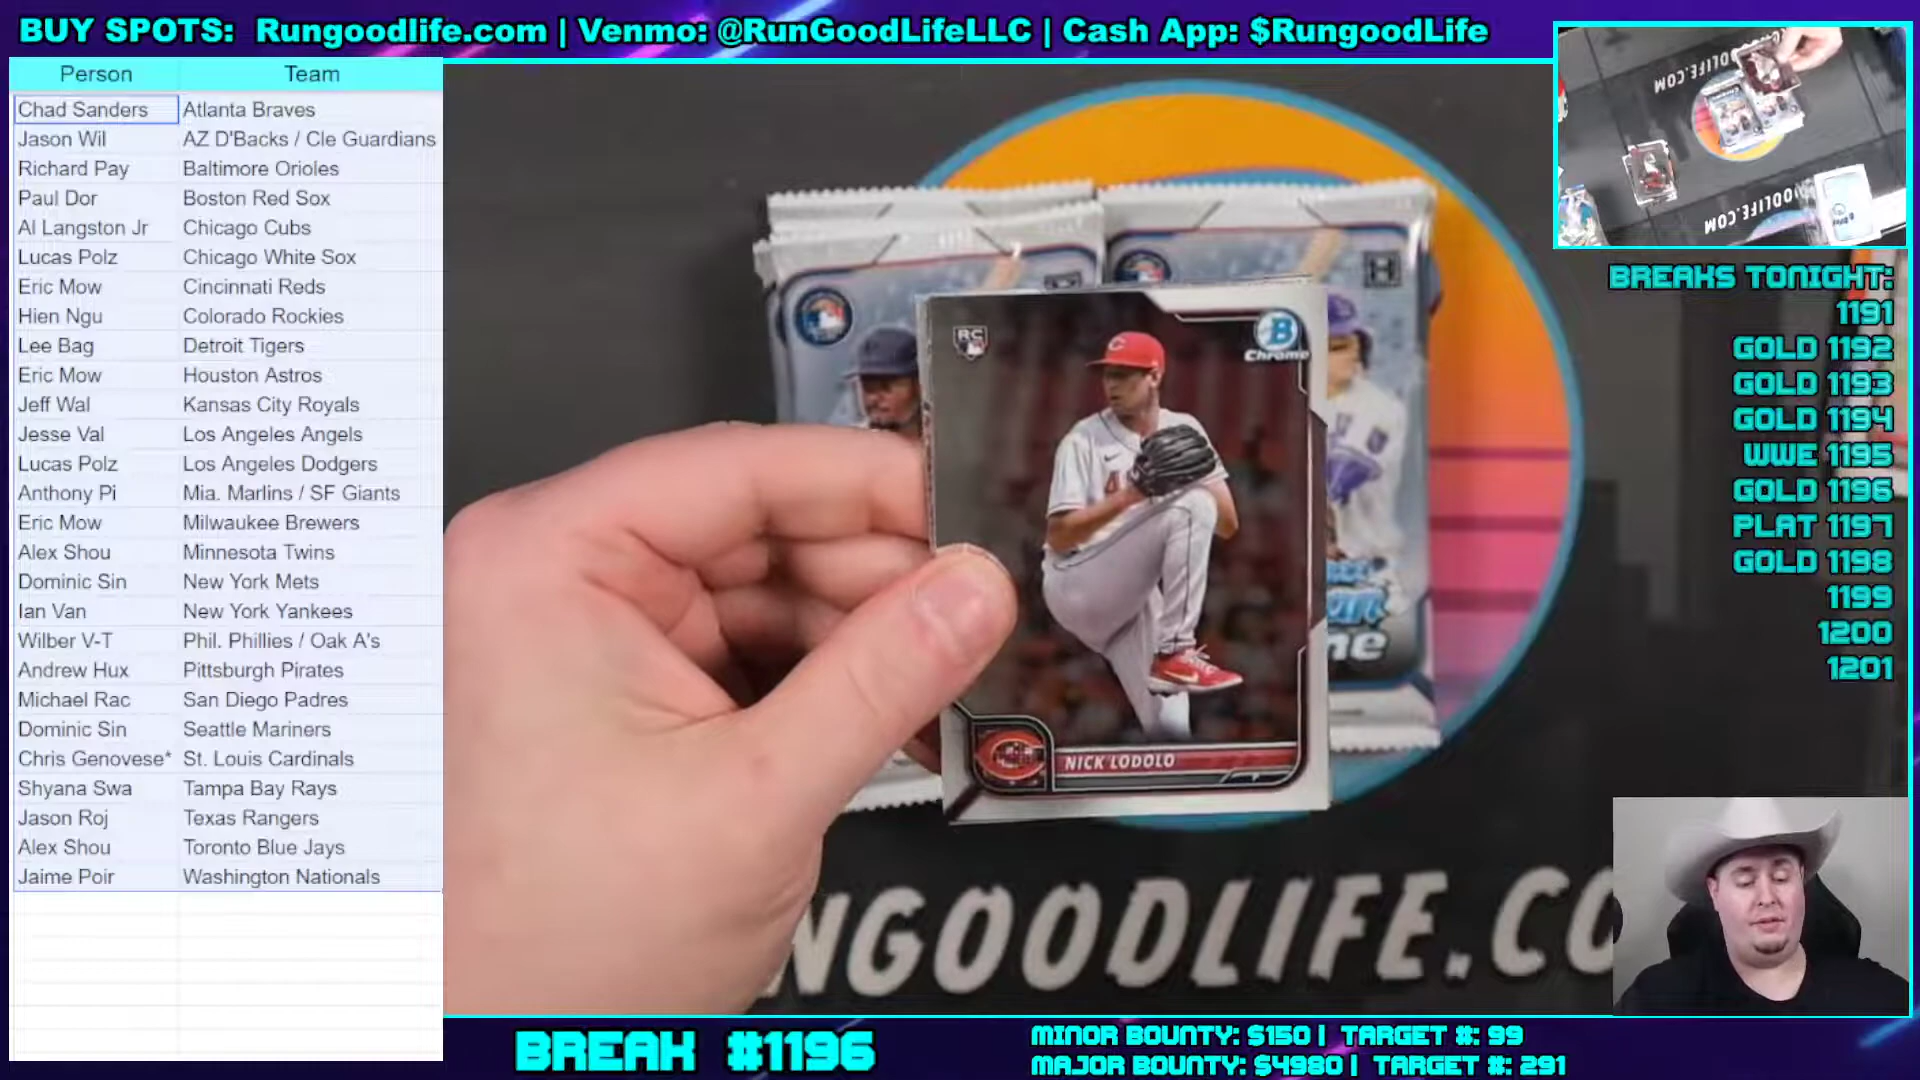 BUY SPOTS: Rungoodlife.com | Venmo: @RunGoodLifeLLC | Cash App: $RungoodLife
Person Team
Chad Sanders Atlanta Braves
Jason Wil AZ D'Backs / Cle Guardians
Richard Pay Baltimore Orioles
Paul Dor Boston Red Sox
Al Langston Jr Chicago Cubs
Lucas Polz Chicago White Sox
Eric Mow Cincinnati Reds
Hien Ngu Colorado Rockies
Lee Bag Detroit Tigers
Eric Mow Houston Astros
Jeff Wal Kansas City Royals
Jesse Val Los Angeles Angels
Lucas Polz Los Angeles Dodgers
Anthony Pi Mia. Marlins / SF Giants
Eric Mow Milwaukee Brewers
Alex Shou Minnesota Twins
Dominic Sin New York Mets
Ian Van New York Yankees
Wilber V-T Phil. Phillies / Oak A's
Andrew Hux Pittsburgh Pirates
Michael Rac San Diego Padres
Dominic Sin Seattle Mariners
Chris Genovese* St. Louis Cardinals
Shyana Swa Tampa Bay Rays
Jason Roj Texas Rangers
Alex Shou Toronto Blue Jays
Jaime Poir Washington Nationals
RC
B
Chrome
H
NICK LODOLO
NGOODLIFE.CO
BREAKS TONIGHT:
1191
GOLD 1192
GOLD 1193
GOLD 1194
WWE 1195
GOLD 1196
PLAT 1197
GOLD 1198
1199
1200
1201
BREAK #1196
MINOR BOUNTY: $150 | TARGET #: 99
MAJOR BOUNTY: $4980 | TARGET #: 291